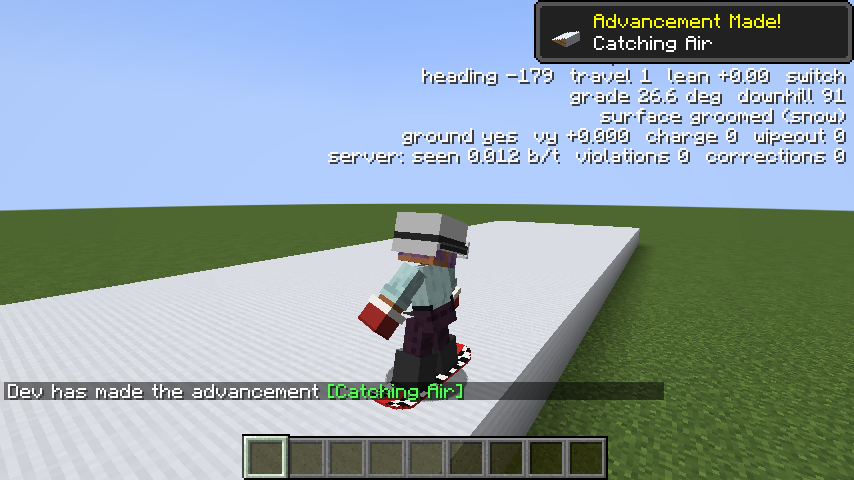 Advancement Made!
Catching Air
heading -179 travel 1 lean +0.00 switch
grade 26.6 deg downhill 91
surface groomed (snow)
ground yes vy +0.000 charge 0 wipeout 0
server: seen 0.012 b/t violations 0 corrections 0
Dev has made the advancement [Catching Air]